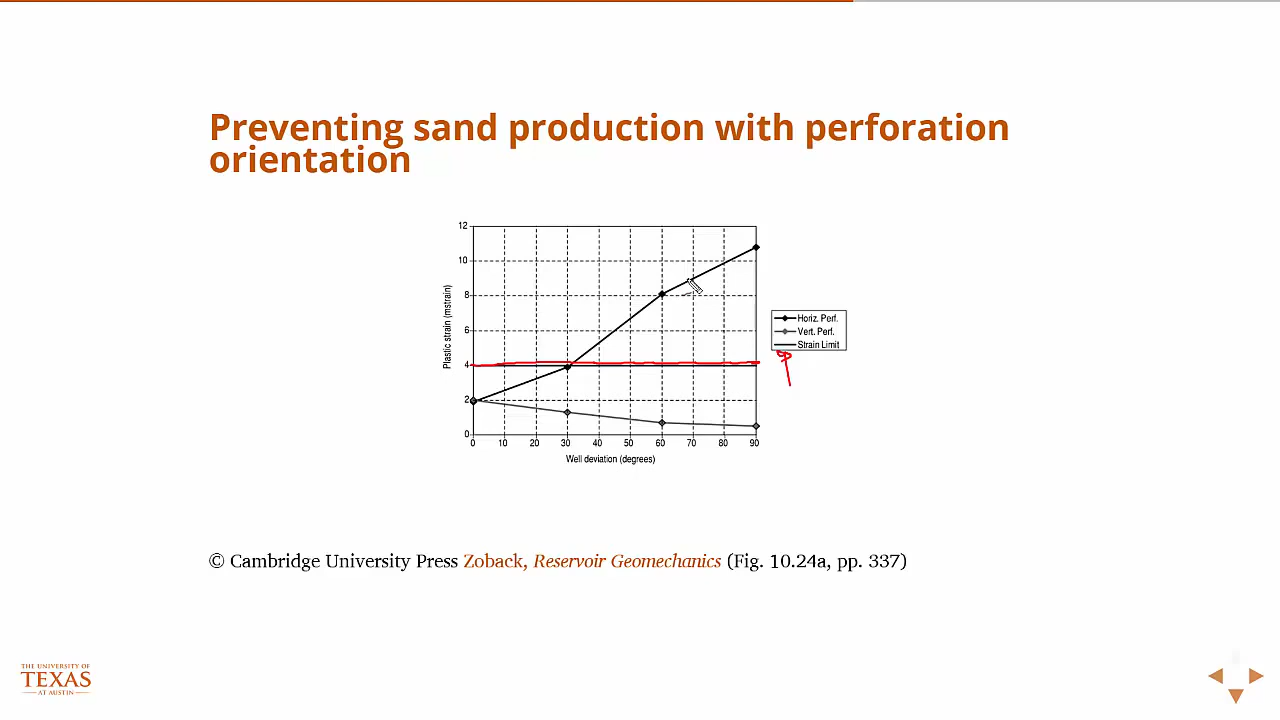 Preventing sand production with perforation
orientation
12
10
8
6
4
2
0
Plastic strain (mstrain)
0 10 20 30 40 50 60 70 80 90
Well deviation (degrees)
Horiz. Perf.
Vert. Perf.
Strain Limit
© Cambridge University Press Zoback, Reservoir Geomechanics (Fig. 10.24a, pp. 337)
THE UNIVERSITY OF
TEXAS
AT AUSTIN